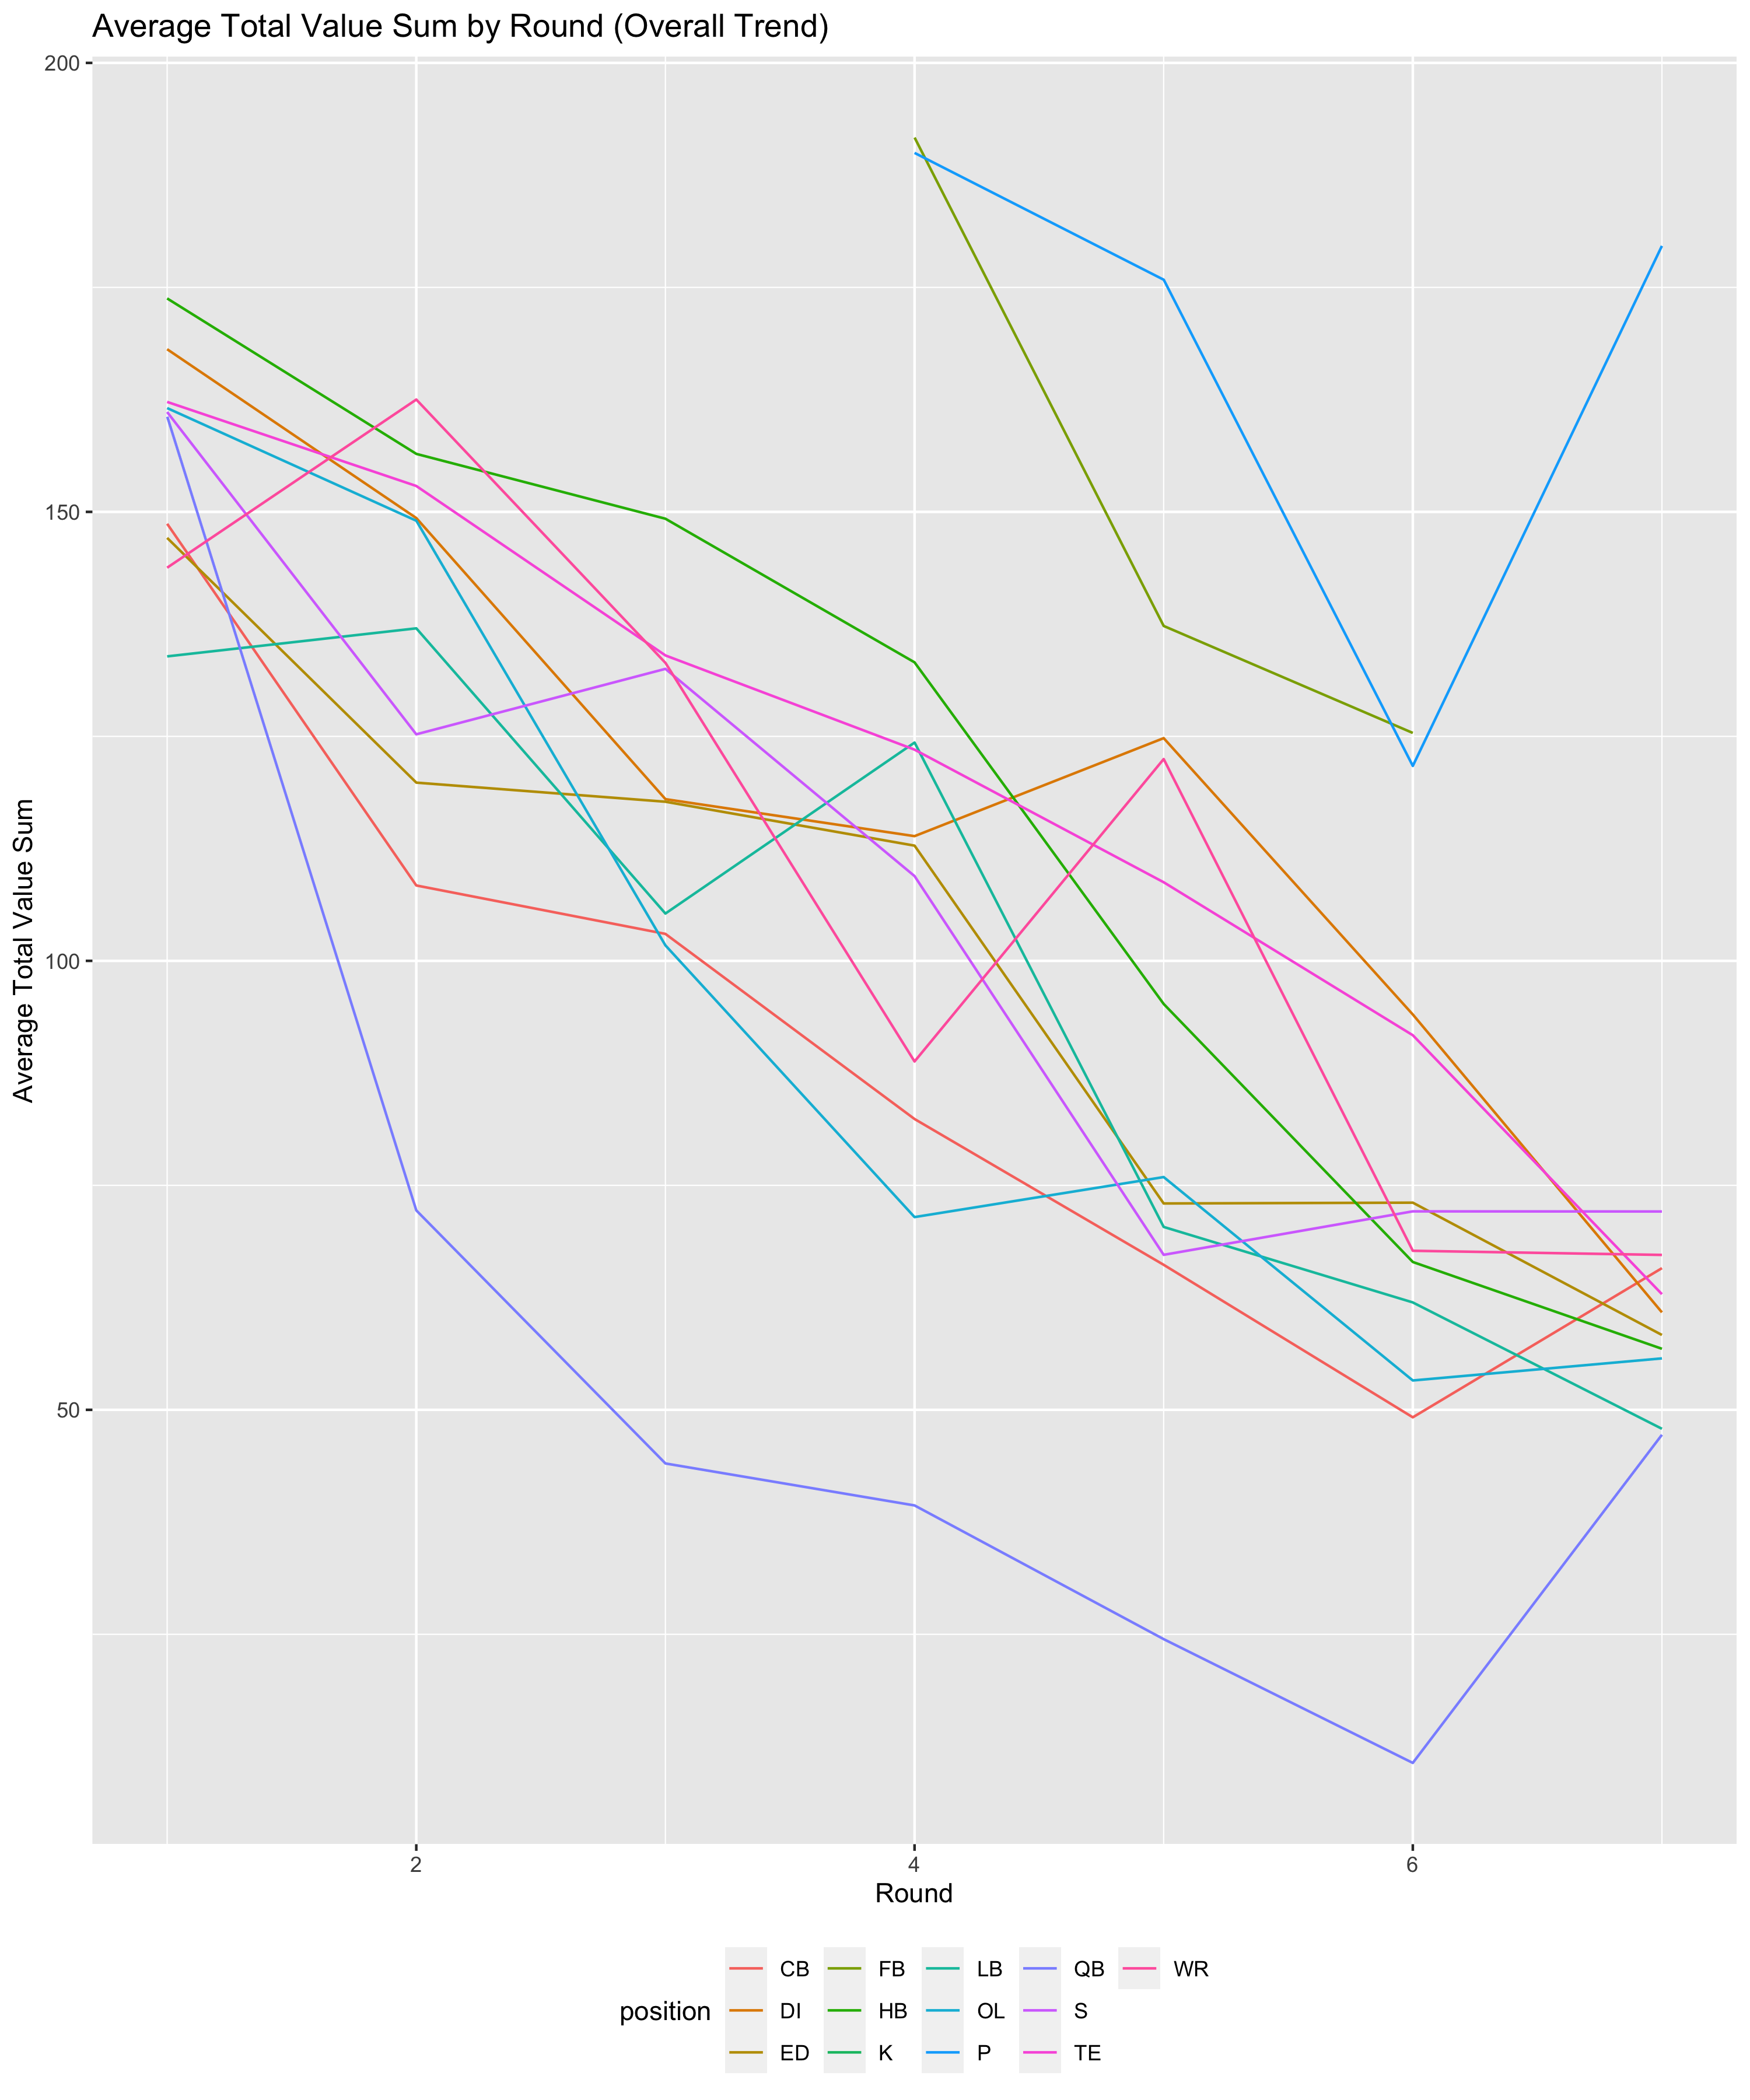 Average Total Value Sum by Round (Overall Trend)
200
150
100
50
Average Total Value Sum
2 4 6
Round
CB FB LB QB WR
position DI HB OL S
ED K P TE